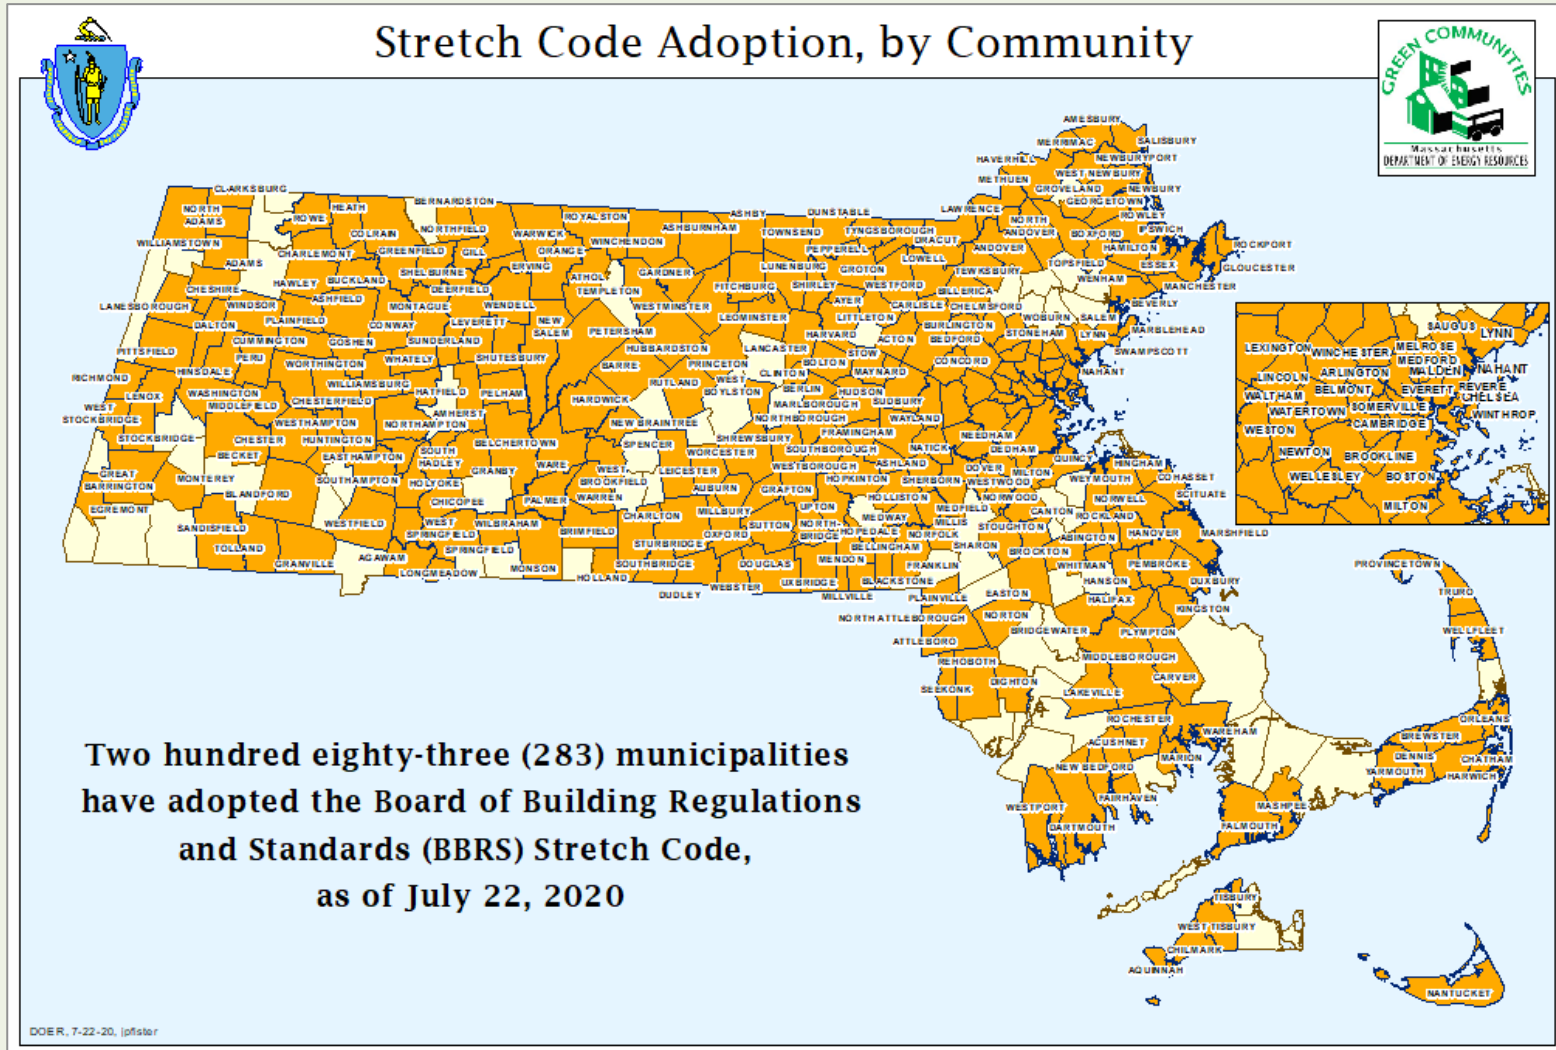 Stretch Code Adoption, by Community
GREEN COMMUNITIES
Massachusetts
DEPARTMENT OF ENERGY RESOURCES
AMESBURY
MERRIMAC
SALISBURY
HAVERHILL
NEWBURYPORT
METHUEN
WEST NEWBURY
GROVELAND
NEWBURY
GEORGETOWN
CLARKSBURG
BERNARDSTON
HEATH
NORTH
ADAMS
ROWE
ROYALSTON
ASHBY
DUNSTABLE
LAWRENCE
NORTH
ANDOVER
ROWLEY
IPSWICH
COLRAIN
NORTHFIELD
WARWICK
ASHBURNHAM
TOWNSEND
TYNGSBOROUGH
DRACUT
ANDOVER
BOXFORD
HAMILTON
ROCKPORT
WILLIAMSTOWN
CHARLEMONT
GREENFIELD
GILL
ORANGE
WINCHENDON
PEPPERELL
LOWELL
TEWKSBURY
TOPSFIELD
ESSEX
GLOUCESTER
ADAMS
SHELBURNE
ERVING
ATHOL
GARDNER
LUNENBURG
GROTON
WENHAM
MANCHESTER
CHESHIRE
HAWLEY
BUCKLAND
DEERFIELD
TEMPLETON
FITCHBURG
SHIRLEY
WESTFORD
BILLERICA
BEVERLY
LANESBOROUGH
WINDSOR
ASHFIELD
MONTAGUE
WENDELL
WESTMINSTER
AYER
CARLISLE
CHELMSFORD
DALTON
PLAINFIELD
CONWAY
LEVERETT
NEW
SALEM
PETERSHAM
LEOMINSTER
LITTLETON
WOBURN
SALEM
MARBLEHEAD
CUMMINGTON
GOSHEN
SUNDERLAND
HARVARD
ACTON
BURLINGTON
BEDFORD
STONEHAM
LYNN
SWAMPSCOTT
PITTSFIELD
PERU
WORTHINGTON
WHATELY
SHUTESBURY
HUBBARDSTON
LANCASTER
STOW
CONCORD
NAHANT
RICHMOND
HINSDALE
WILLIAMSBURG
HATFIELD
PELHAM
BARRE
PRINCETON
BOLTON
CLINTON
MAYNARD
LENOX
WASHINGTON
CHESTERFIELD
RUTLAND
WEST
BOYLSTON
BERLIN
HUDSON
SUDBURY
WEST
STOCKBRIDGE
MIDDLEFIELD
AMHERST
HARDWICK
MARLBOROUGH
WESTHAMPTON
NORTHAMPTON
NEW BRAINTREE
NORTHBOROUGH
WAYLAND
STOCKBRIDGE
CHESTER
HUNTINGTON
BELCHERTOWN
SPENCER
SHREWSBURY
FRAMINGHAM
NEEDHAM
BECKET
EASTHAMPTON
SOUTH
HADLEY
WORCESTER
SOUTHBOROUGH
NATICK
DEDHAM
QUINCY
GREAT
BARRINGTON
MONTEREY
SOUTHAMPTON
HOLYOKE
GRANBY
WARE
WEST
BROOKFIELD
LEICESTER
WESTBOROUGH
ASHLAND
DOVER
MILTON
HINGHAM
BLANDFORD
CHICOPEE
PALMER
WARREN
AUBURN
GRAFTON
HOPKINTON
SHERBORN
WESTWOOD
WEYMOUTH
COHASSET
EGREMONT
SANDISFIELD
WESTFIELD
WEST
SPRINGFIELD
WILBRAHAM
BRIMFIELD
CHARLTON
MILLBURY
UPTON
HOLLISTON
NORWOOD
NORWELL
SCITUATE
MEDFIELD
CANTON
ROCKLAND
TOLLAND
AGAWAM
SPRINGFIELD
STURBRIDGE
OXFORD
SUTTON
NORTH-
BRIDGE
HOPEDALE
MEDWAY
MILLIS
NORFOLK
STOUGHTON
ABINGTON
HANOVER
MARSHFIELD
GRANVILLE
LONGMEADOW
MONSON
HOLLAND
SOUTHBRIDGE
DOUGLAS
MENDON
BELLINGHAM
FRANKLIN
SHARON
BROCKTON
WHITMAN
PEMBROKE
DUDLEY
WEBSTER
UXBRIDGE
BLACKSTONE
MILLVILLE
PLAINVILLE
EASTON
HANSON
HALIFAX
DUXBURY
KINGSTON
NORTH ATTLEBOROUGH
NORTON
BRIDGEWATER
PLYMPTON
ATTLEBORO
REHOBOTH
MIDDLEBOROUGH
SEEKONK
DIGHTON
LAKEVILLE
CARVER
ROCHESTER
WAREHAM
ACUSHNET
MARION
NEW BEDFORD
FAIRHAVEN
WESTPORT
DARTMOUTH
MASHPEE
FALMOUTH
PROVINCETOWN
TRURO
WELLFLEET
ORLEANS
BREWSTER
DENNIS
CHATHAM
YARMOUTH
HARWICH
TISBURY
WEST TISBURY
CHILMARK
AQUINNAH
NANTUCKET
SAUGUS
LYNN
LEXINGTON
WINCHESTER
MELROSE
MEDFORD
ARLINGTON
MALDEN
NAHANT
LINCOLN
BELMONT
EVERETT
REVERE
CHELSEA
WALTHAM
WATERTOWN
SOMERVILLE
WINTHROP
CAMBRIDGE
WESTON
NEWTON
BROOKLINE
WELLESLEY
BOSTON
MILTON
Two hundred eighty-three (283) municipalities
have adopted the Board of Building Regulations
and Standards (BBRS) Stretch Code,
as of July 22, 2020
DOER, 7-22-20, jpfister